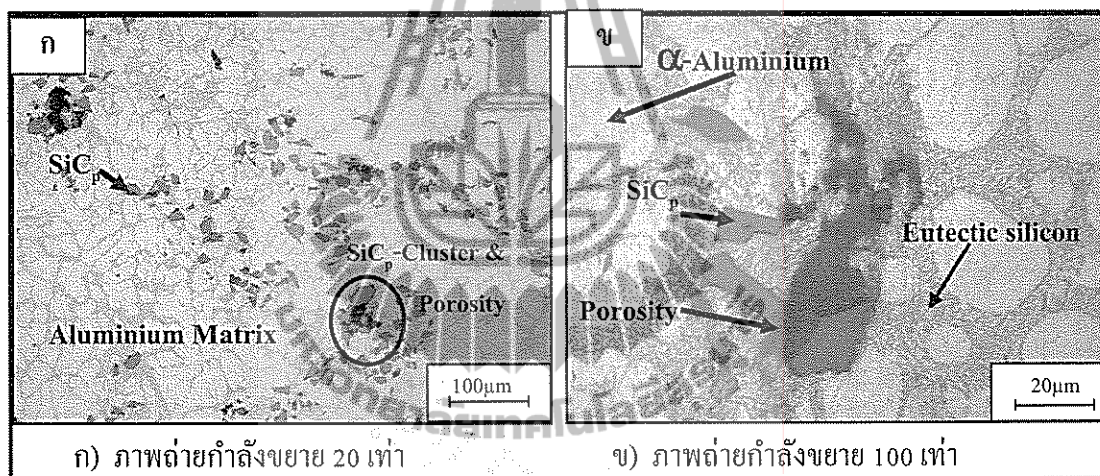 ก
SiCp
SiCp-Cluster &
Porosity
Aluminium Matrix
100μm
ข
α-Aluminium
SiCp
Eutectic silicon
Porosity
20μm
ก) ภาพถ่ายกำลังขยาย 20 เท่า
ข) ภาพถ่ายกำลังขยาย 100 เท่า